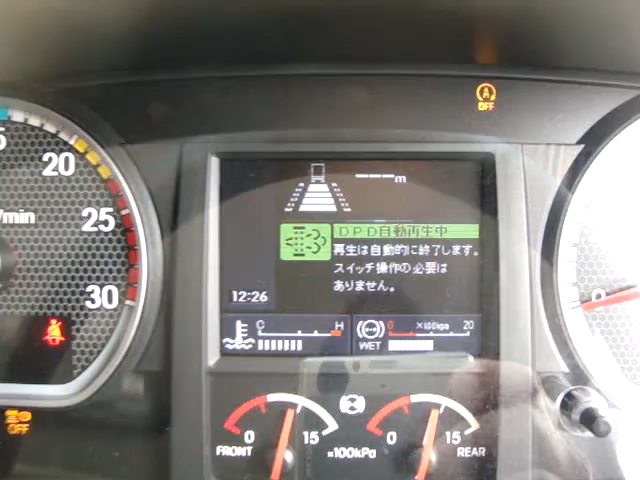 A
OFF
5
20
25
30
/min
---m
DPD自動再生中
再生は自動的に終了します。
スイッチ操作の必要は
ありません。
12:26
C H
0 ×100kpa 20
WET
OFF
0 15
FRONT
×100kPa
0 15
REAR
0